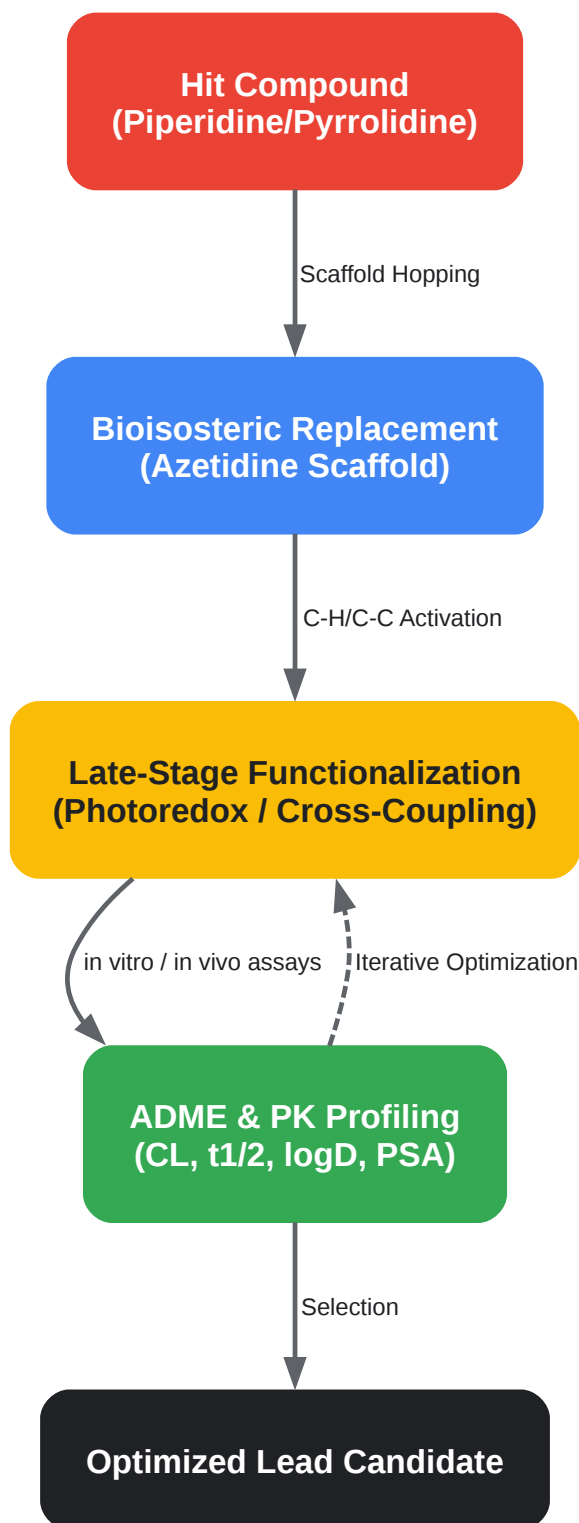 Hit Compound
(Piperidine/Pyrrolidine)
Scaffold Hopping
Bioisosteric Replacement
(Azetidine Scaffold)
C-H/C-C Activation
Late-Stage Functionalization
(Photoredox / Cross-Coupling)
in vitro / in vivo assays
Iterative Optimization
ADME & PK Profiling
(CL, t1/2, logD, PSA)
Selection
Optimized Lead Candidate